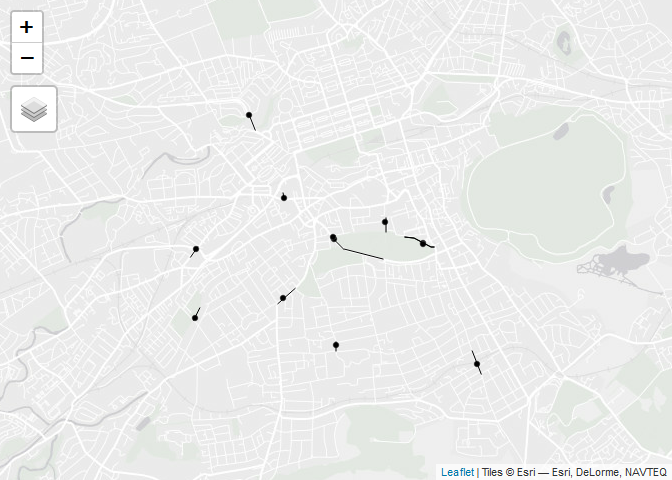 +
−
Leaflet | Tiles © Esri — Esri, DeLorme, NAVTEQ